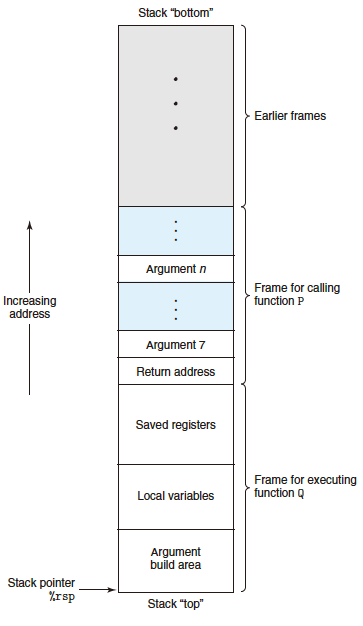 Stack “bottom”
Earlier frames
Argument n
Increasing
address
Frame for calling
function P
Argument 7
Return address
Saved registers
Local variables
Frame for executing
function Q
Argument
build area
Stack pointer
%rsp
Stack “top”